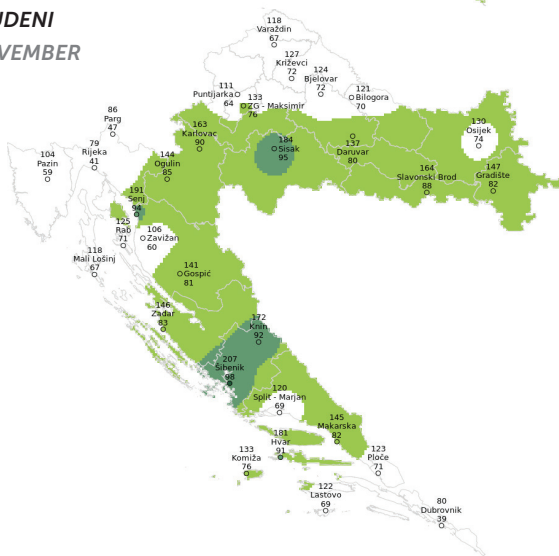 UDENI
VEMBER
118
Varaždin
67
127
Križevci
72
124
Bjelovar
72
111
Puntijarka
64
133
ZG - Maksimir
76
121
Bilogora
70
86
Parg
47
163
Karlovac
90
130
Osijek
74
184
Sisak
95
137
Daruvar
80
79
Rijeka
41
104
Pazin
59
144
Ogulin
85
164
Slavonski Brod
88
147
Gradište
82
191
Senj
94
125
Rab
71
106
Zavižan
60
118
Mali Lošinj
67
141
Gospić
81
146
Zadar
83
172
Knin
92
207
Šibenik
98
120
Split - Marjan
69
145
Makarska
82
181
Hvar
91
133
Komiža
76
123
Ploče
71
122
Lastovo
69
80
Dubrovnik
39